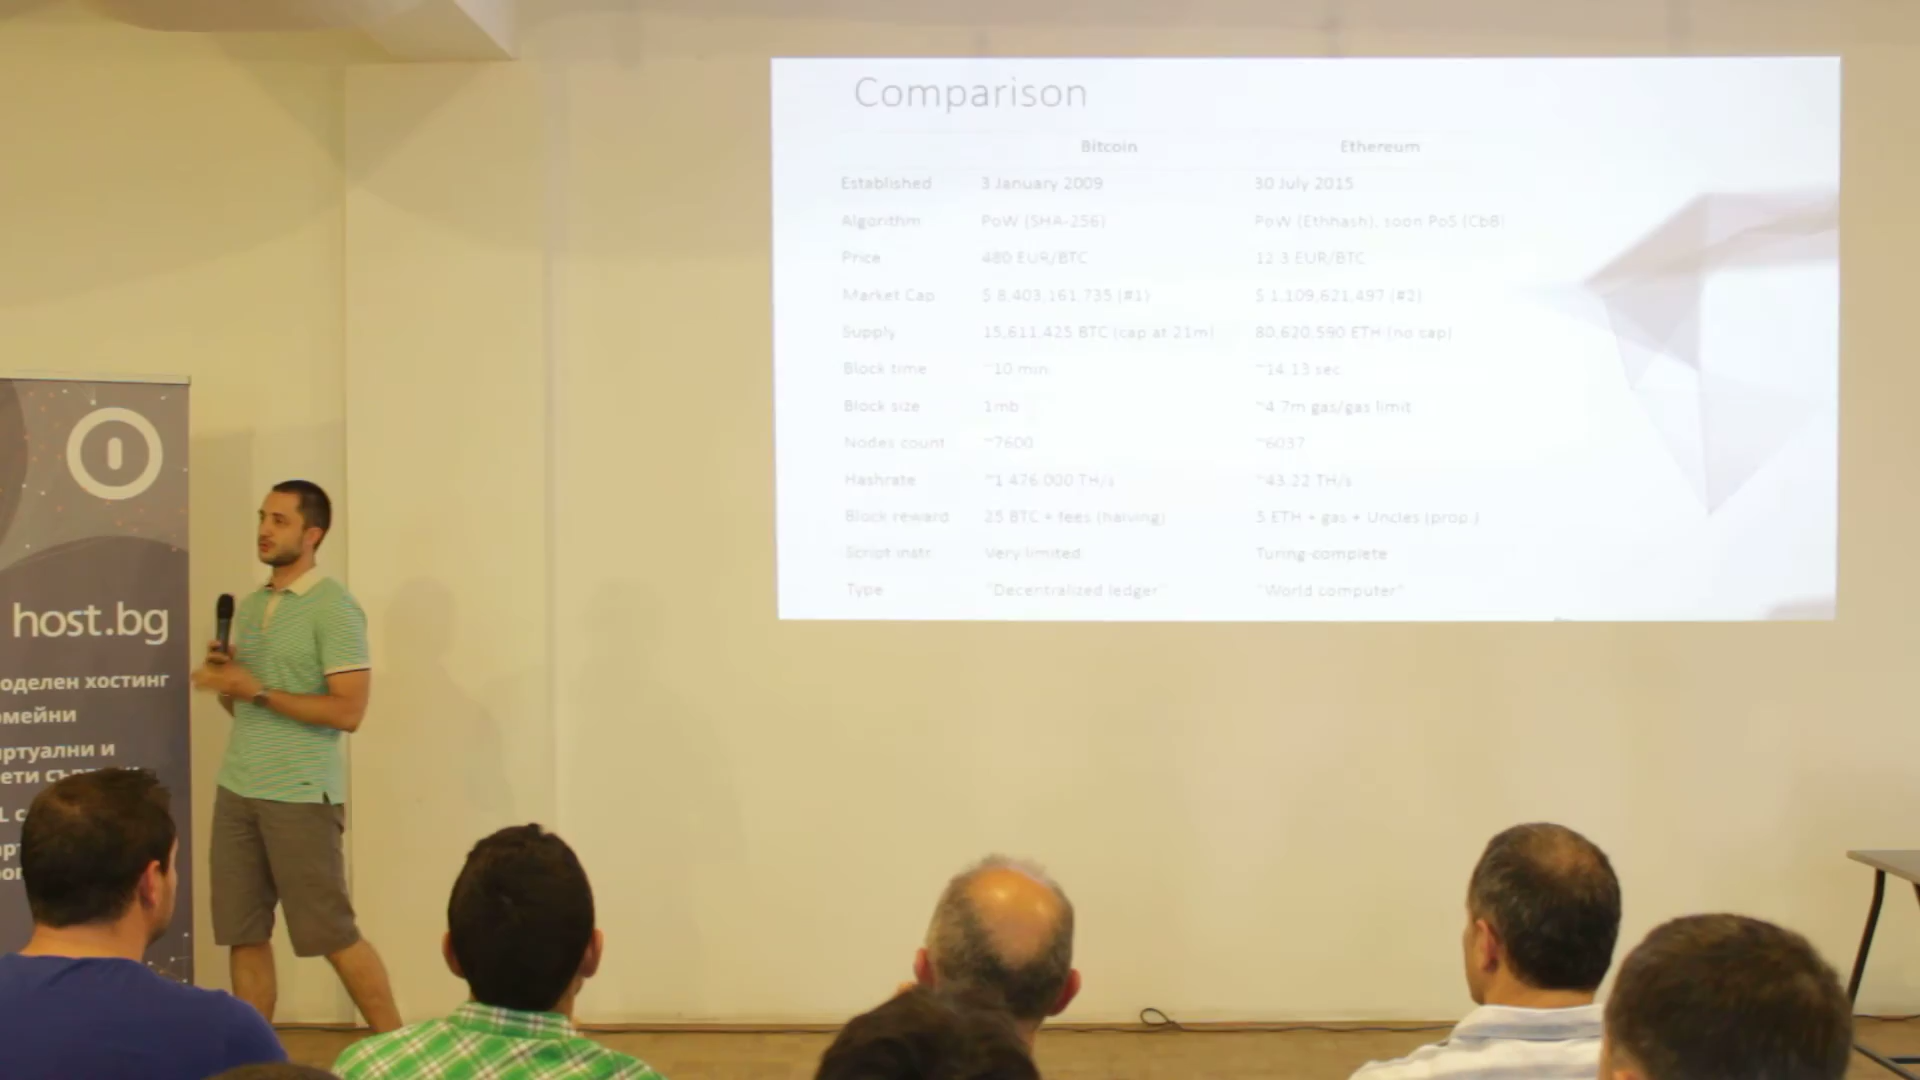 Comparison
Bitcoin Ethereum
Established 3 January 2009 30 July 2015
Algorithm PoW (SHA-256) PoW (Ethhash), soon PoS (CbB)
Price 480 EUR/BTC 12.3 EUR/BTC
Market Cap $ 8,403,161,735 (#1) $ 1,109,621,497 (#2)
Supply 15,611,425 BTC (cap at 21m) 80,620,590 ETH (no cap)
Block time ~10 min ~14.13 sec
Block size 1mb ~4.7m gas/gas limit
Nodes count ~7600 ~6037
Hashrate ~1 476 000 TH/s ~43.22 TH/s
Block reward 25 BTC + fees (halving) 5 ETH + gas + Uncles (prop.)
Script instr. Very limited Turing-complete
Type "Decentralized ledger" "World computer"
host.bg
оделен хостинг
омейни
иртуални и
ети